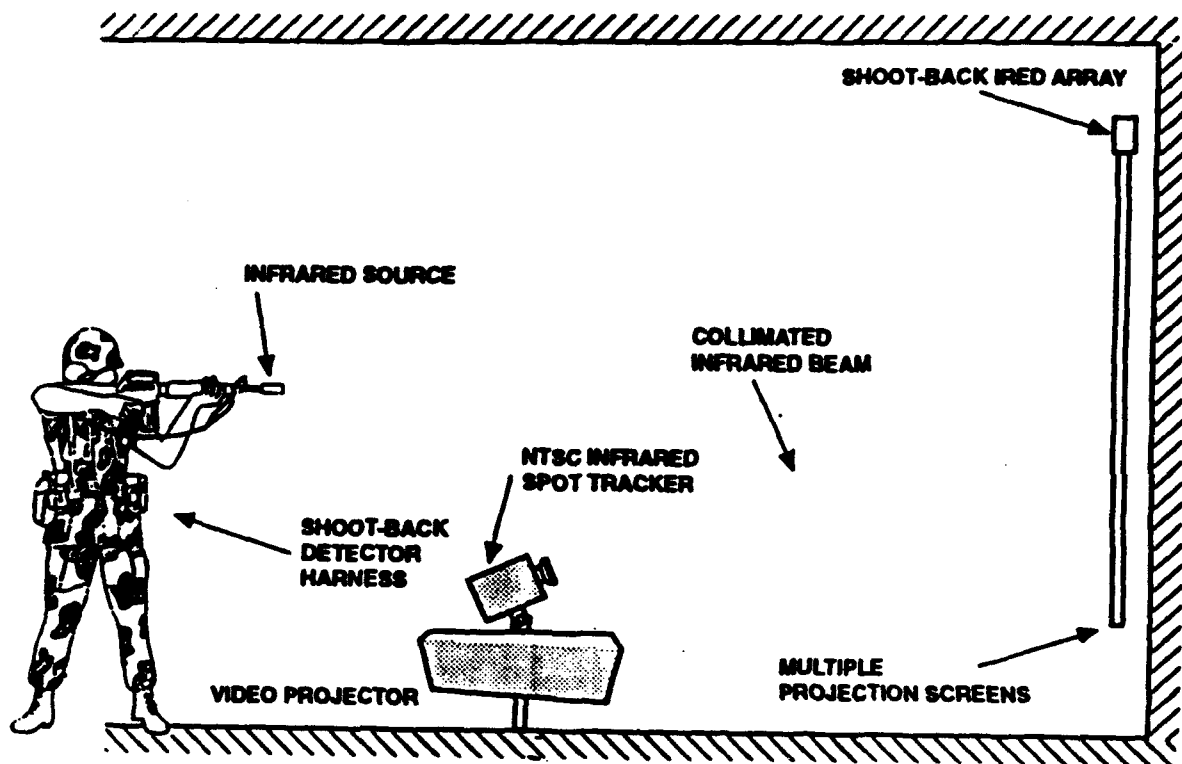 SHOOT-BACK IRED ARRAY
INFRARED SOURCE
COLLIMATED
INFRARED BEAM
NTSC INFRARED
SPOT TRACKER
SHOOT-BACK
DETECTOR
HARNESS
MULTIPLE
PROJECTION SCREENS
VIDEO PROJECTOR